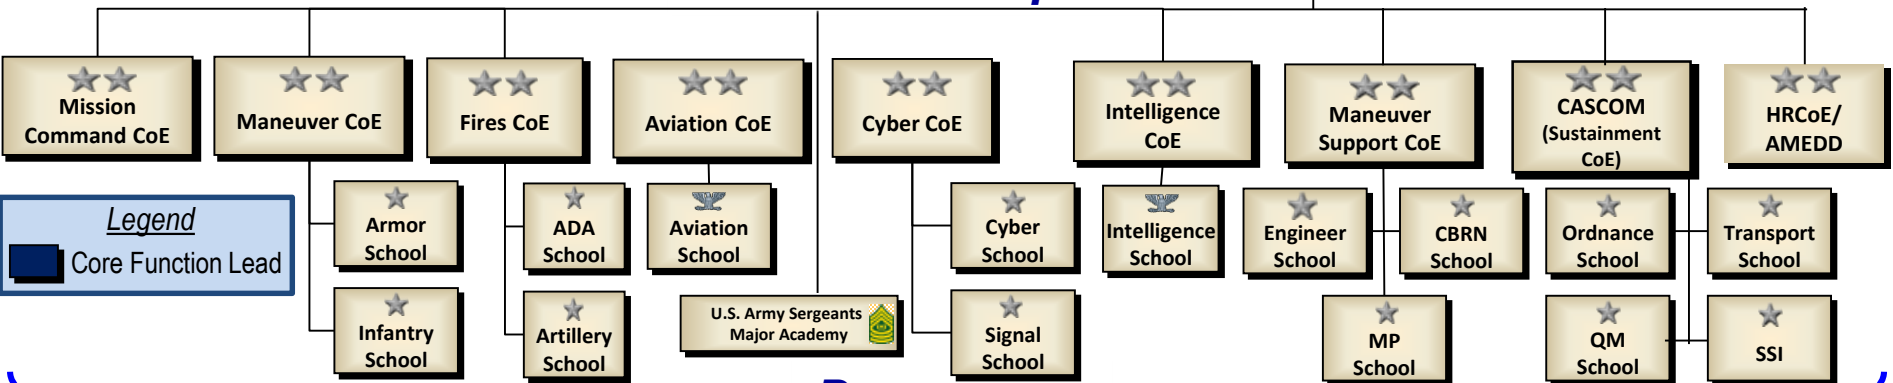 Mission
Command CoE
Maneuver CoE
Fires CoE
Aviation CoE
Cyber CoE
Intelligence
CoE
Maneuver
Support CoE
CASCOM
(Sustainment
CoE)
HRCoE/
AMEDD
Legend
Core Function Lead
Armor
School
Infantry
School
ADA
School
Artillery
School
Aviation
School
U.S. Army Sergeants
Major Academy
Cyber
School
Signal
School
Intelligence
School
Engineer
School
CBRN
School
MP
School
Ordnance
School
Transport
School
QM
School
SSI